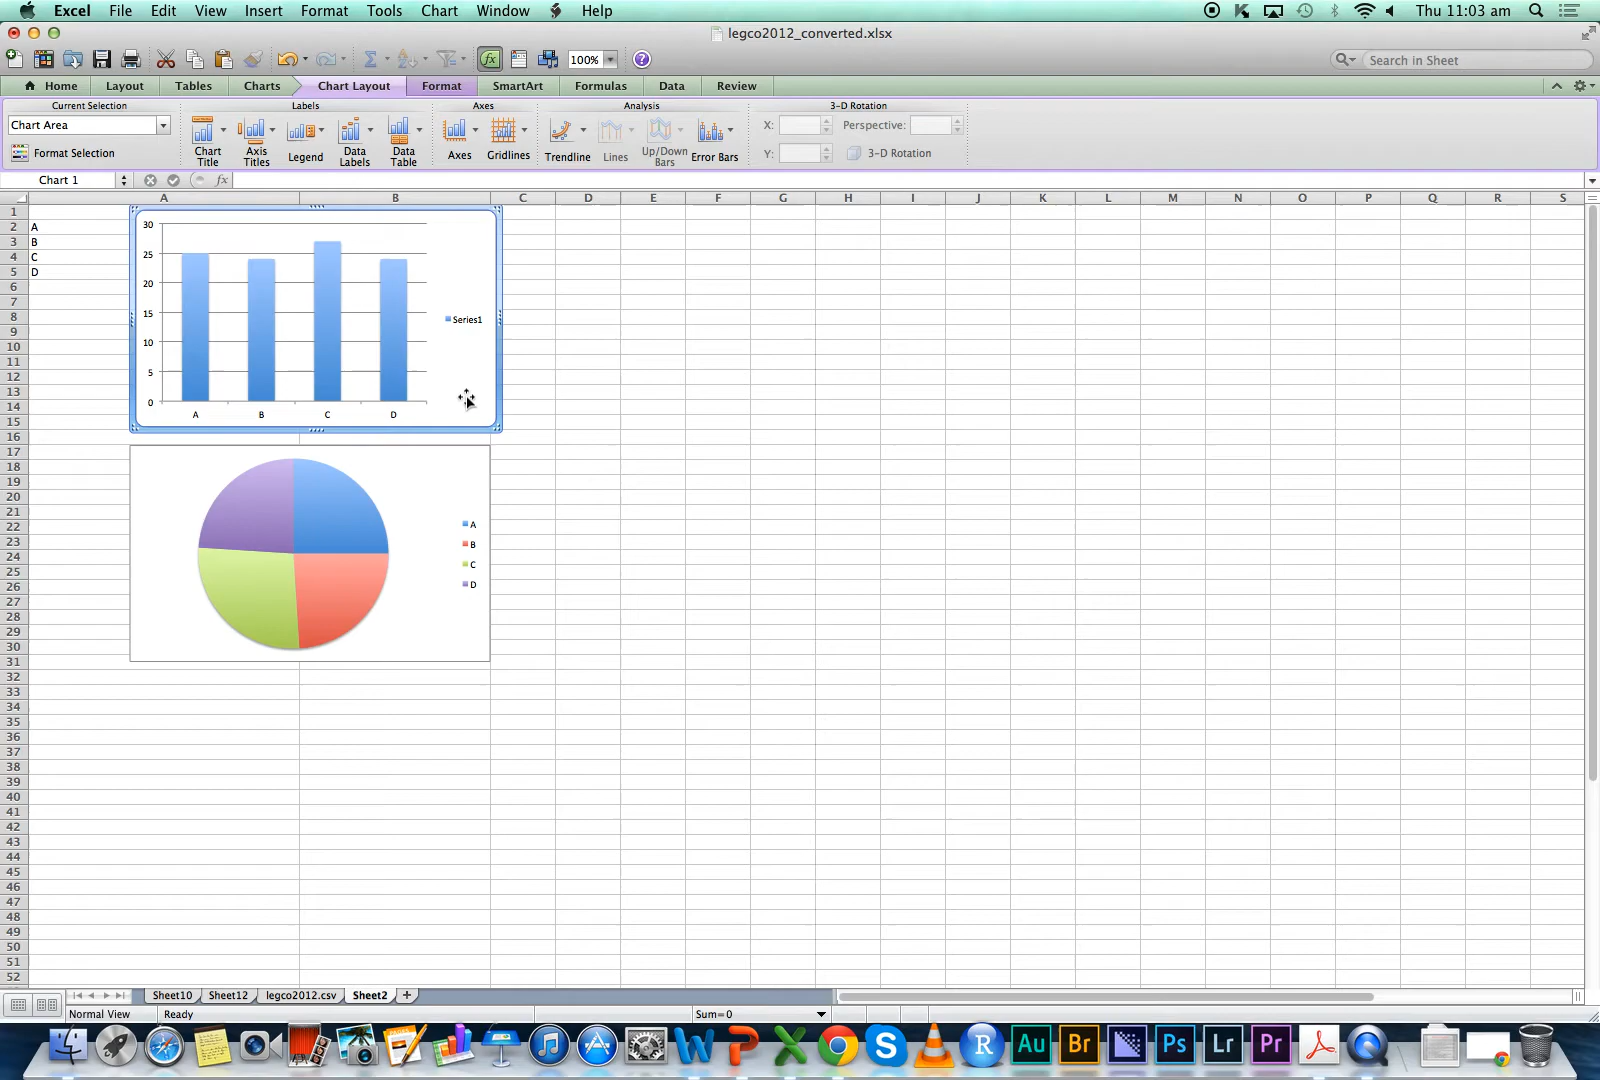 Excel File Edit View Insert Format Tools Chart Window Help Thu 11:03 am
legco2012_converted.xlsx
100% Search in Sheet
Home Layout Tables Charts Chart Layout Format SmartArt Formulas Data Review
Current Selection Labels Axes Analysis 3-D Rotation
Chart Area X: Perspective:
Format Selection Chart Title Axis Titles Legend Data Labels Data Table Axes Gridlines Trendline Lines Up/Down Bars Error Bars Y: 3-D Rotation
Chart 1 fx
A B C D E F G H I J K L M N O P Q R S
1
2 A
3 B
4 C
5 D
6
7
8
9
10
11
12
13
14
15
16
17
18
19
20
21
22
23
24
25
26
27
28
29
30
31
32
33
34
35
36
37
38
39
40
41
42
43
44
45
46
47
48
49
50
51
52
30
25
20
15
10
5
0
A B C D
Series1
A
B
C
D
Sheet10 Sheet12 legco2012.csv Sheet2
Normal View Ready Sum=0
W P X S R Au Br Ps Lr Pr